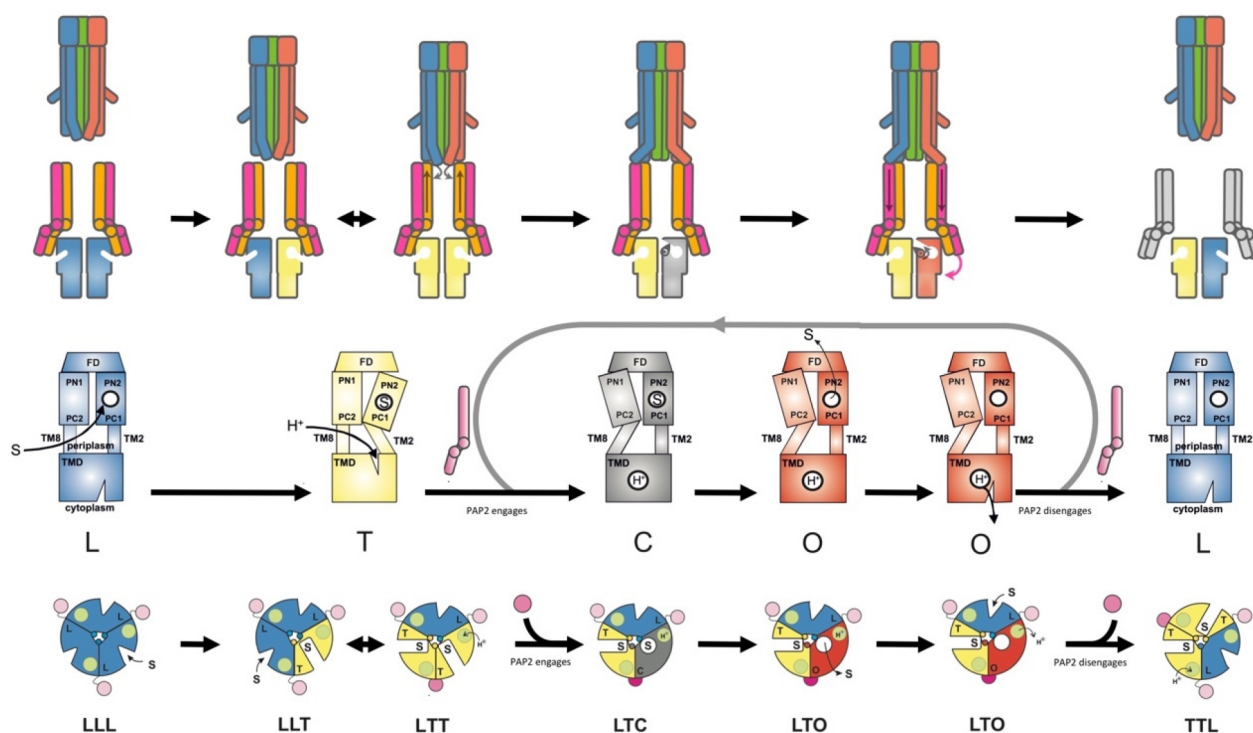 FD
PN1
PN2
PC2
PC1
S
TM8
TM2
periplasm
TMD
cytoplasm
L
FD
PN1
PN2
S
PC2
PC1
H+
TM8
TM2
TMD
T
PAP2 engages
FD
PN1
PN2
S
PC2
PC1
TMD
H+
C
S
FD
PN1
PN2
PC2
PC1
TM8
TM2
TMD
H+
O
FD
PN1
PN2
PC2
PC1
TM8
TM2
TMD
H+
O
PAP2 disengages
FD
PN1
PN2
PC2
PC1
TM8
TM2
periplasm
TMD
cytoplasm
L
L
L
L
S
LLL
L
L
S
T
S
LLT
L
T
S
S
H+
T
LTT
PAP2 engages
L
T
S
S
H+
C
LTC
L
T
S
H+
O
S
LTO
S
L
T
S
H+
O
LTO
PAP2 disengages
T
T
S
S
L
H+
TTL